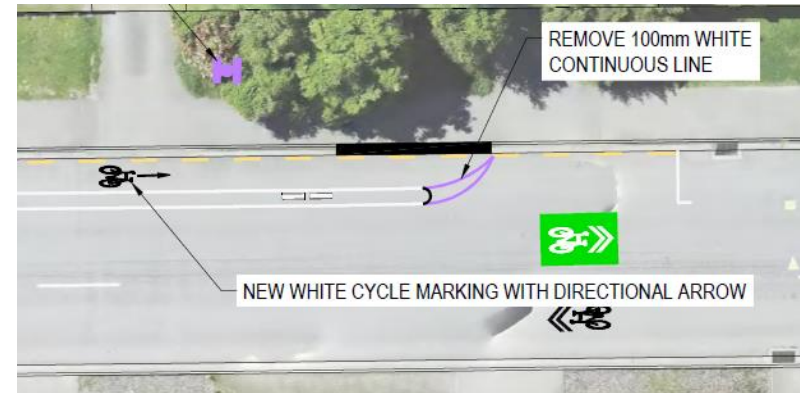 REMOVE 100mm WHITE
CONTINUOUS LINE
NEW WHITE CYCLE MARKING WITH DIRECTIONAL ARROW